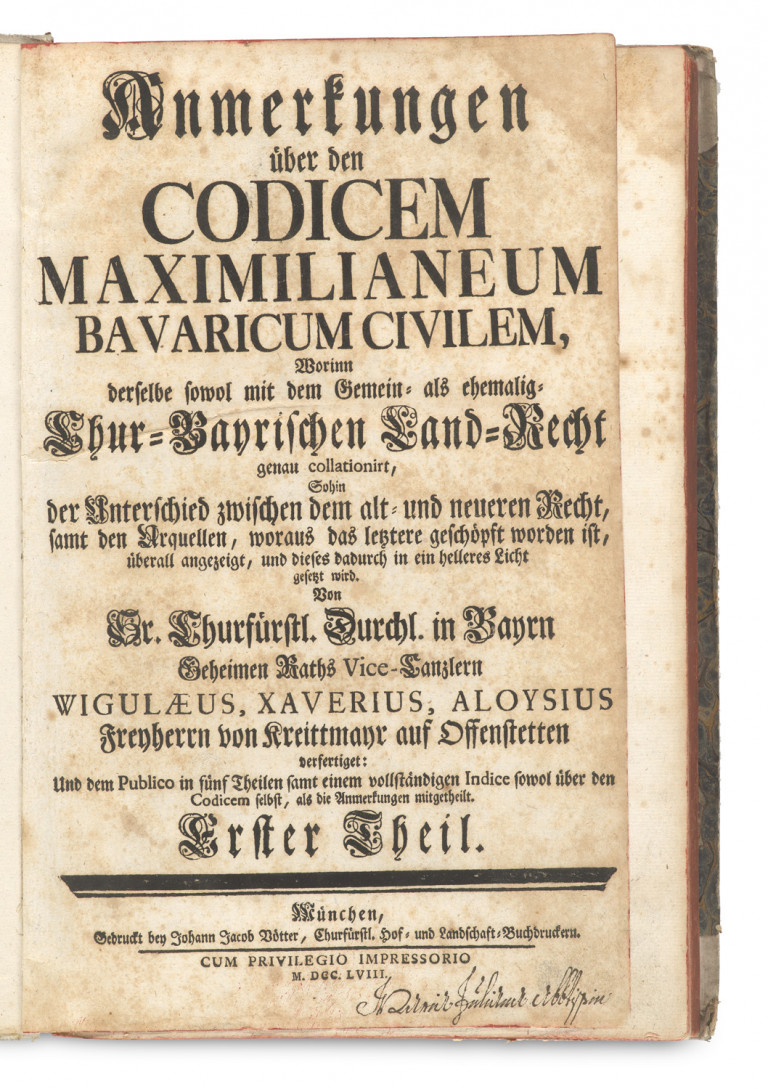 Anmerkungen
über den
CODICEM
MAXIMILIANEUM
BAVARICUM CIVILEM,
Worinn
derselbe sowol mit dem Gemein- als ehemalig-
Chur-Bayrischen Land-Recht
genau collationirt,
Sohin
der Unterschied zwischen dem alt- und neueren Recht,
samt den Urquellen, woraus das letztere geschöpft worden ist,
überall angezeigt, und dieses dadurch in ein helleres Licht
gesetzt wird.
Von
Sr. Churfürstl. Durchl. in Bayrn
Geheimen Raths Vice-Canzlern
WIGULÆUS, XAVERIUS, ALOYSIUS
Freyherrn von Kreittmayr auf Offenstetten
verfertiget:
Und dem Publico in fünf Theilen samt einem vollständigen Indice sowol über den
Codicem selbst, als die Anmerkungen mitgetheilt.
Erster Theil.
München,
Gedruckt bey Johann Jacob Vötter, Churfürstl. Hof- und Landschaft-Buchdruckern.
CUM PRIVILEGIO IMPRESSORIO
M. DCC. LVIII.